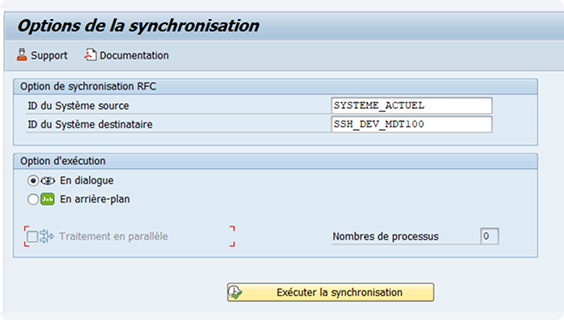 Options de la synchronisation
Support Documentation
Option de sychronisation RFC
ID du Système source SYSTEME_ACTUEL
ID du Système destinataire SSH_DEV_MDT100
Option d'exécution
En dialogue
Job En arrière-plan
Traitement en parallèle Nombres de processus 0
Exécuter la synchronisation